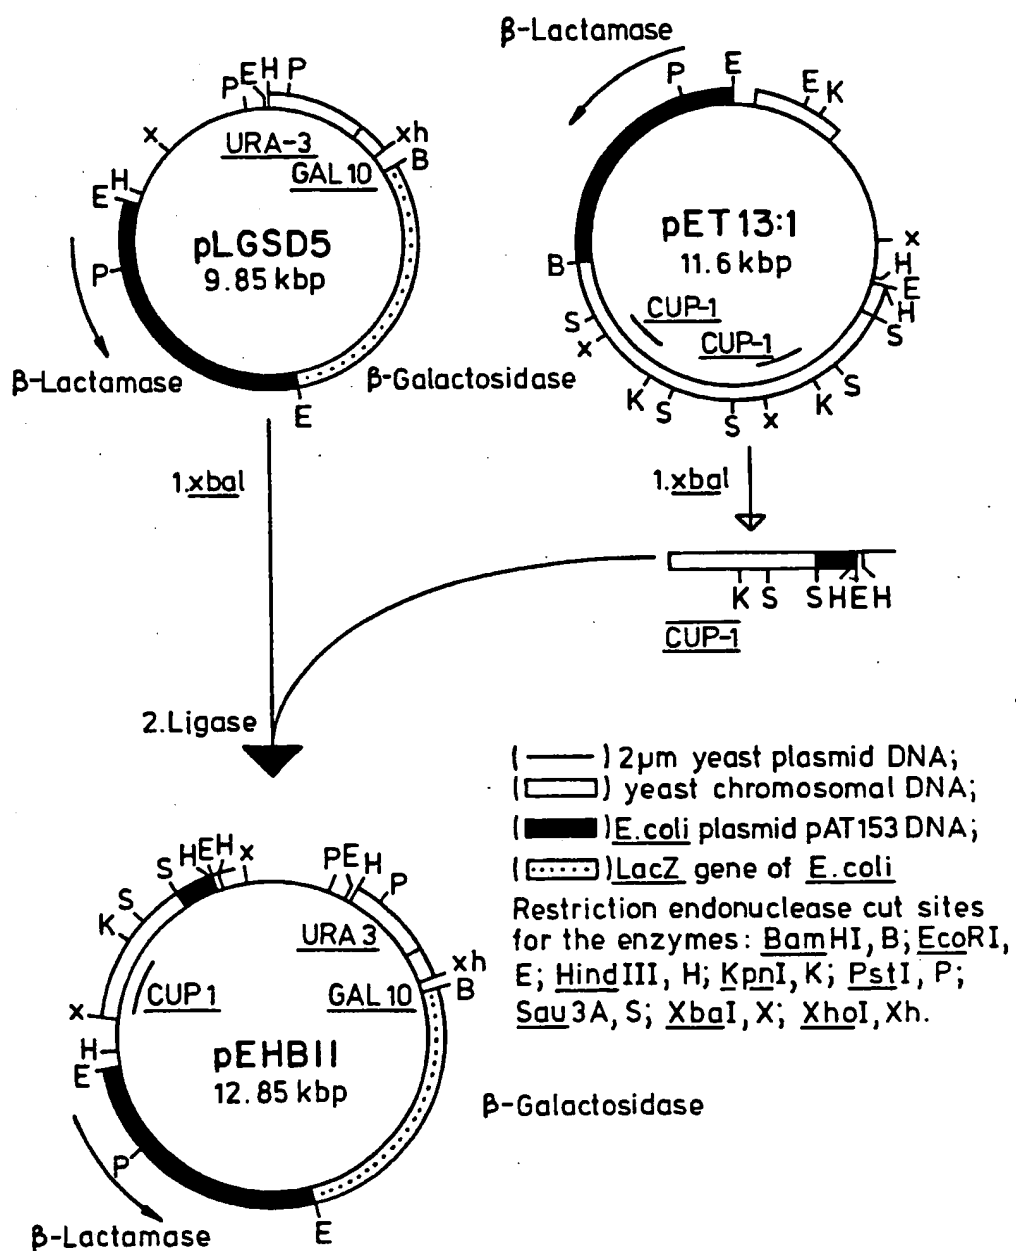 β-Lactamase
P E H P
x
URA-3
xh
B
GAL 10
H
E
pLGSD5
9.85 kbp
P
β-Lactamase
β-Galactosidase
E
β-Lactamase
P
E
E
K
pET13:1
11.6 kbp
x
H
E
H
S
B
S
x
CUP-1
CUP-1
K
S
S
x
K
S
1.xbaI
1.xbaI
K S S H E H
CUP-1
2.Ligase
(——) 2μm yeast plasmid DNA;
( ) yeast chromosomal DNA;
( ) E.coli plasmid pAT153 DNA;
(......) LacZ gene of E.coli
Restriction endonuclease cut sites
for the enzymes: BamHI, B; EcoRI,
E; HindIII, H; KpnI, K; PstI, P;
Sau3A, S; XbaI, X; XhoI, Xh.
S H E H x
P E H
P
S
K
URA 3
xh
B
CUP 1
GAL 10
x
H
E
pEHBII
12.85 kbp
β-Galactosidase
P
β-Lactamase
E